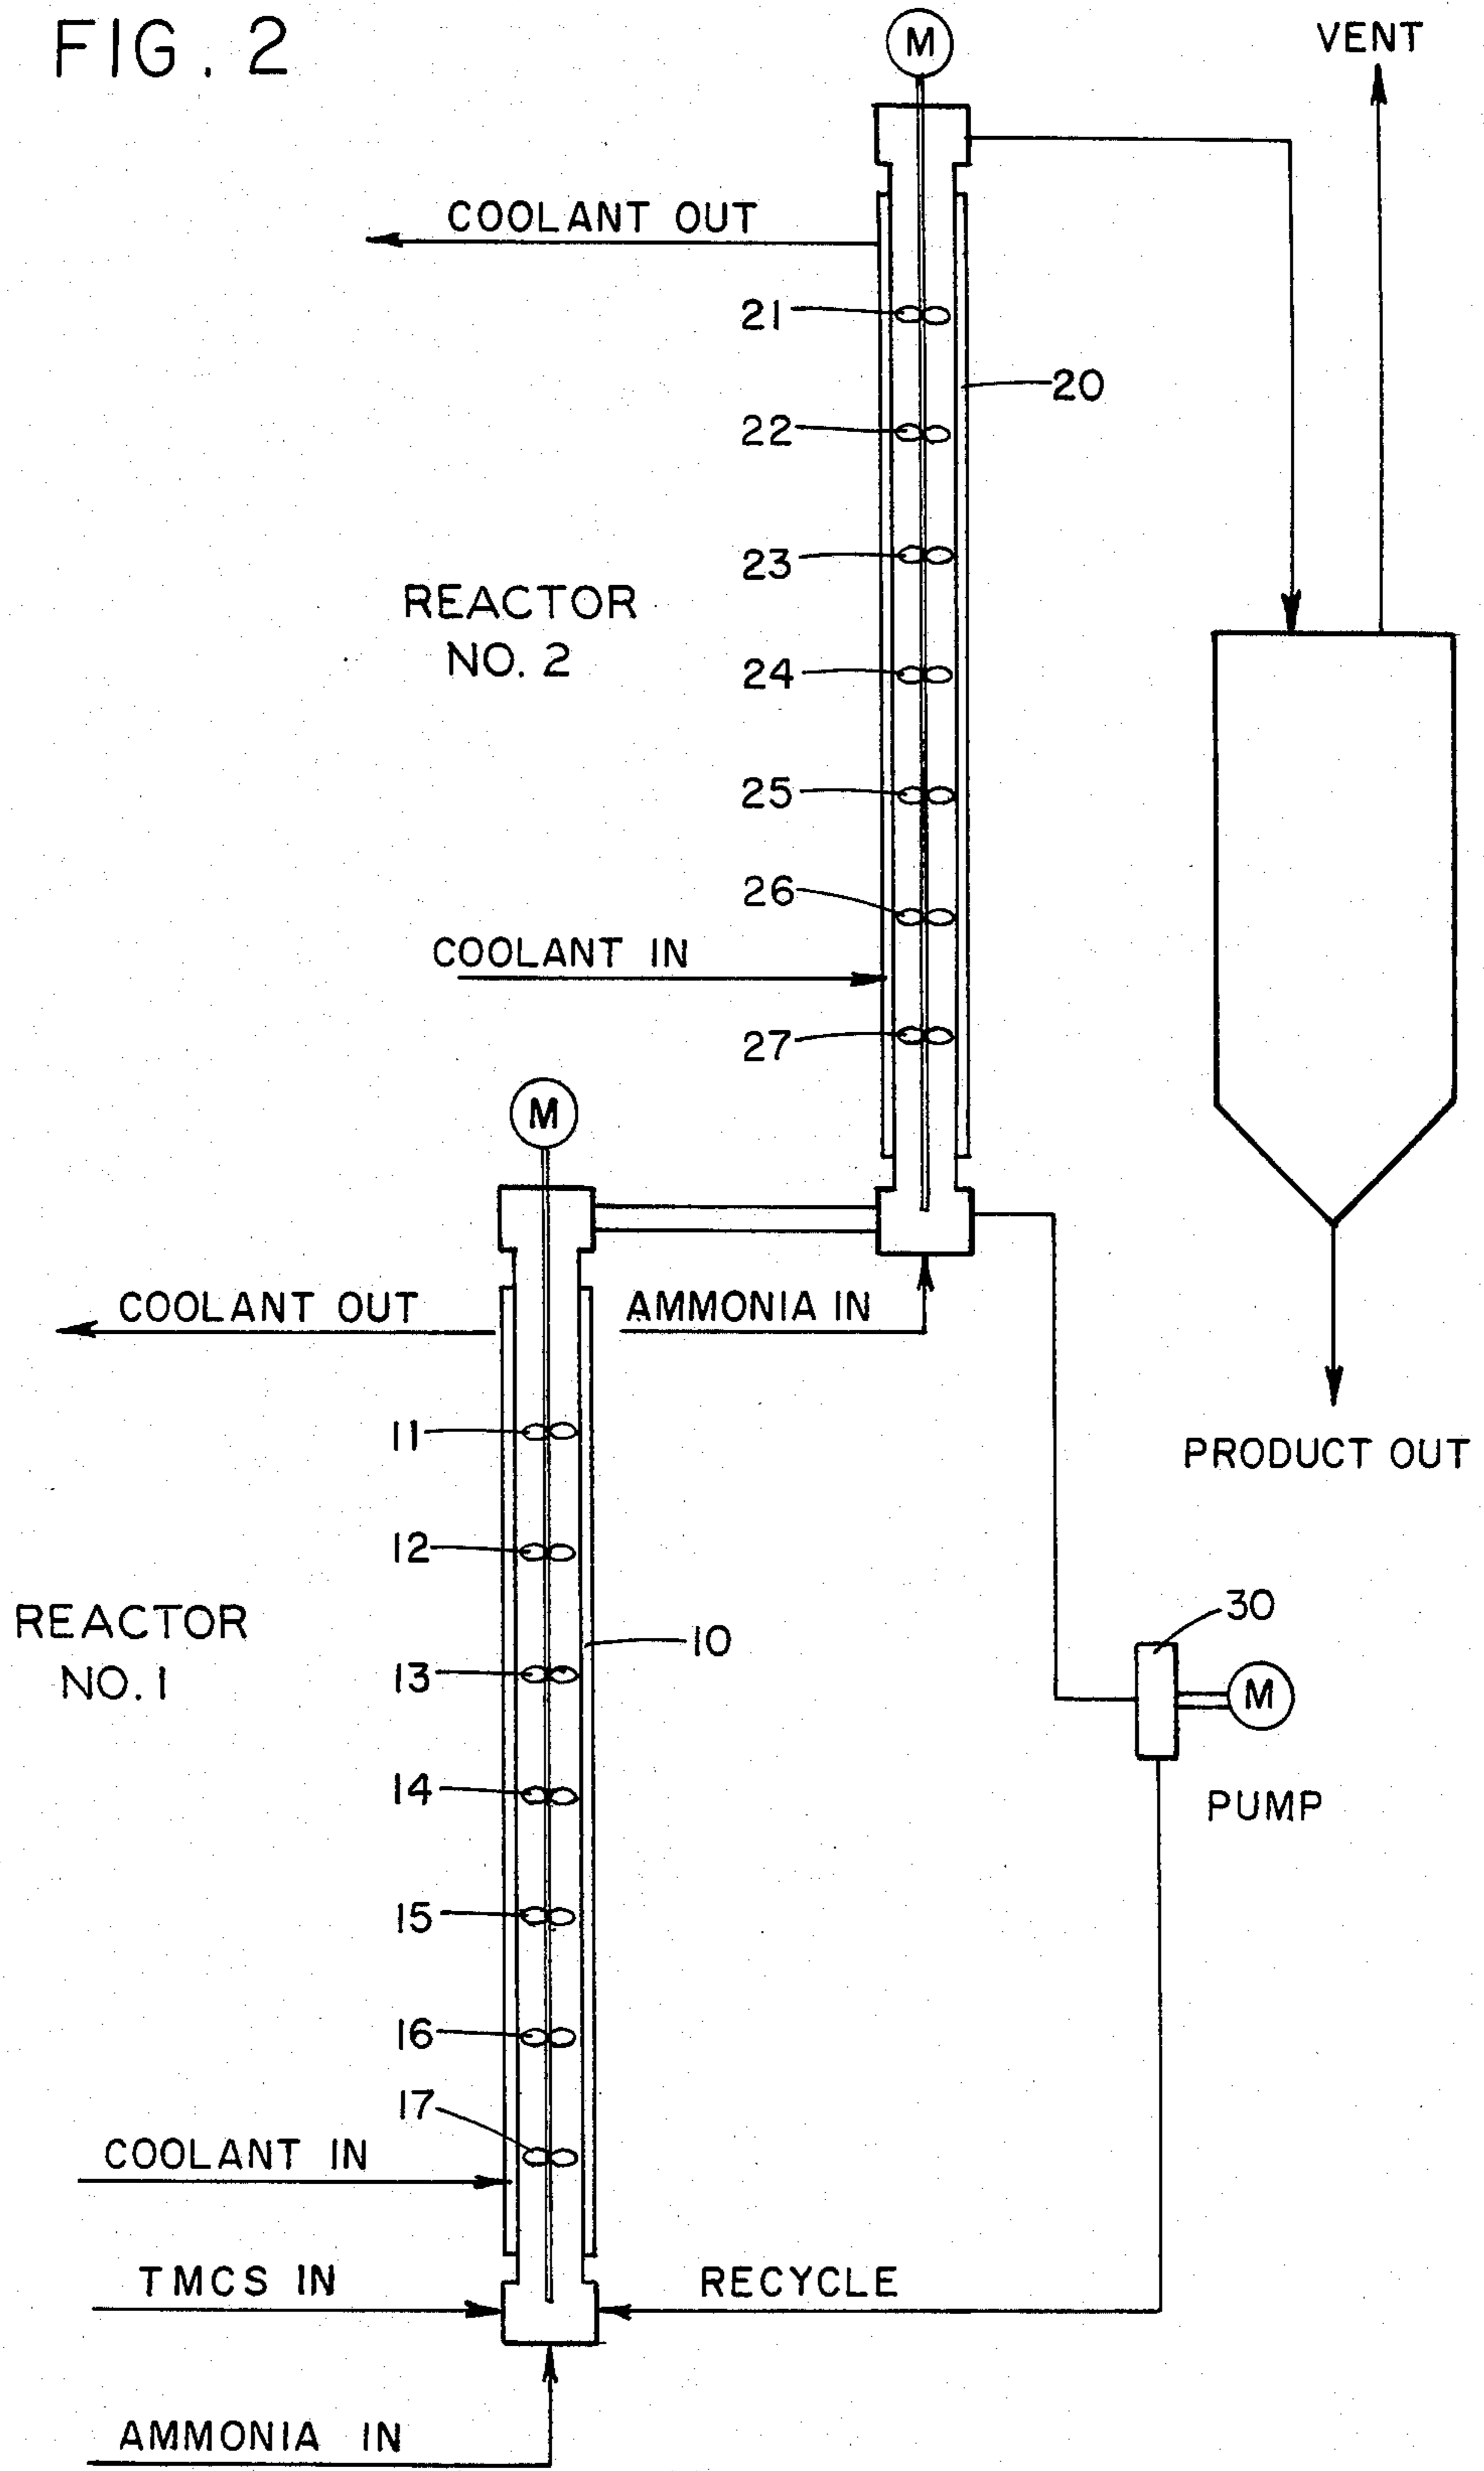 FIG. 2
M
VENT
COOLANT OUT
21
20
22
23
REACTOR
NO. 2
24
25
26
COOLANT IN
27
M
COOLANT OUT
AMMONIA IN
11
PRODUCT OUT
12
REACTOR
NO. 1
10
30
13
M
14
PUMP
15
16
17
COOLANT IN
TMCS IN
RECYCLE
AMMONIA IN